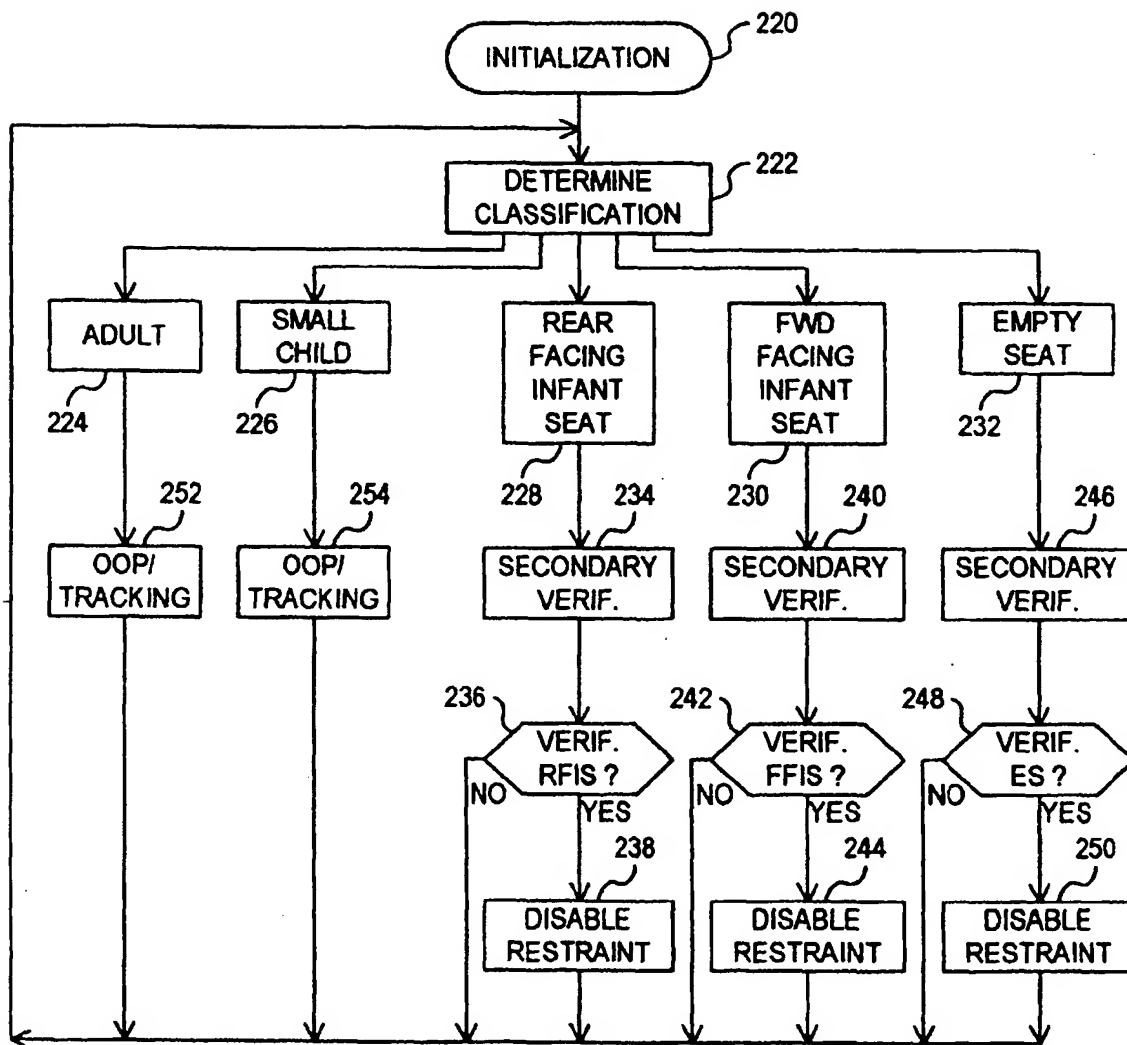 220
INITIALIZATION
222
DETERMINE
CLASSIFICATION
ADULT
224
SMALL
CHILD
226
REAR
FACING
INFANT
SEAT
228
FWD
FACING
INFANT
SEAT
230
EMPTY
SEAT
232
252
OOP/
TRACKING
254
OOP/
TRACKING
234
SECONDARY
VERIF.
240
SECONDARY
VERIF.
246
SECONDARY
VERIF.
236
VERIF.
RFIS ?
NO
YES
242
VERIF.
FFIS ?
NO
YES
248
VERIF.
ES ?
NO
YES
238
DISABLE
RESTRAINT
244
DISABLE
RESTRAINT
250
DISABLE
RESTRAINT